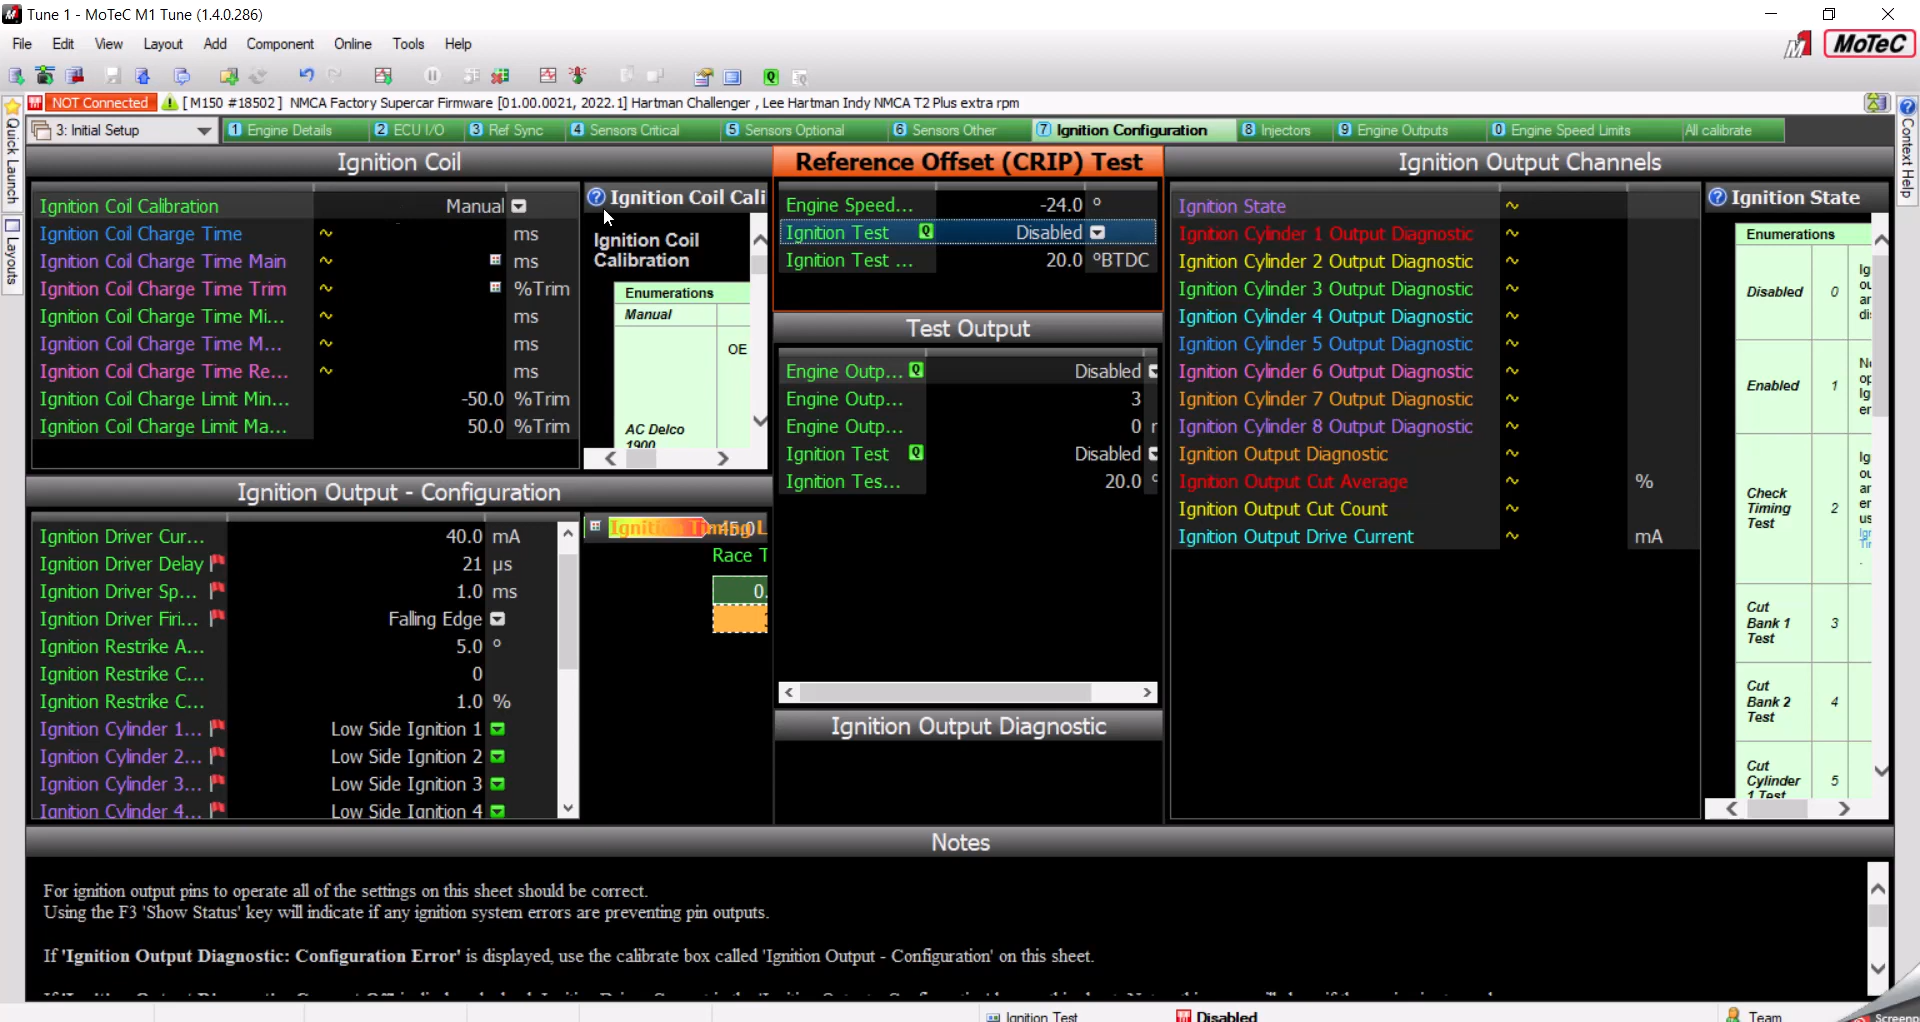 Tune 1 - MoTeC M1 Tune (1.4.0.286)
File Edit View Layout Add Component Online Tools Help
MoTeC
NOT Connected [M150 #18502] NMCA Factory Supercar Firmware [01.00.0021, 2022.1] Hartman Challenger , Lee Hartman Indy NMCA T2 Plus extra rpm
3: Initial Setup 1 Engine Details 2 ECU I/O 3 Ref Sync 4 Sensors Critical 5 Sensors Optional 6 Sensors Other 7 Ignition Configuration 8 Injectors 9 Engine Outputs 0 Engine Speed Limits All calibrate
Quick Launch
Layouts
Context Help
Ignition Coil
Ignition Coil Calibration Manual
Ignition Coil Charge Time ms
Ignition Coil Charge Time Main ms
Ignition Coil Charge Time Trim %Trim
Ignition Coil Charge Time Mi... ms
Ignition Coil Charge Time M... ms
Ignition Coil Charge Time Re... ms
Ignition Coil Charge Limit Min... -50.0 %Trim
Ignition Coil Charge Limit Ma... 50.0 %Trim
Ignition Coil Cali
Ignition Coil
Calibration
Enumerations
Manual
OE
AC Delco
1900
Reference Offset (CRIP) Test
Engine Speed... -24.0 °
Ignition Test Q Disabled
Ignition Test ... 20.0 °BTDC
Test Output
Engine Outp... Q Disabled
Engine Outp... 3
Engine Outp... 0
Ignition Test Q Disabled
Ignition Tes... 20.0 °
Ignition Output Diagnostic
Ignition Output Channels
Ignition State
Ignition Cylinder 1 Output Diagnostic
Ignition Cylinder 2 Output Diagnostic
Ignition Cylinder 3 Output Diagnostic
Ignition Cylinder 4 Output Diagnostic
Ignition Cylinder 5 Output Diagnostic
Ignition Cylinder 6 Output Diagnostic
Ignition Cylinder 7 Output Diagnostic
Ignition Cylinder 8 Output Diagnostic
Ignition Output Diagnostic
Ignition Output Cut Average %
Ignition Output Cut Count
Ignition Output Drive Current mA
Ignition State
Enumerations
Disabled 0
Enabled 1
Check
Timing
Test 2
Cut
Bank 1
Test 3
Cut
Bank 2
Test 4
Cut
Cylinder
1 Test 5
Ignition Output - Configuration
Ignition Driver Cur... 40.0 mA
Ignition Driver Delay 21 µs
Ignition Driver Sp... 1.0 ms
Ignition Driver Firi... Falling Edge
Ignition Restrike A... 5.0 °
Ignition Restrike C... 0
Ignition Restrike C... 1.0 %
Ignition Cylinder 1... Low Side Ignition 1
Ignition Cylinder 2... Low Side Ignition 2
Ignition Cylinder 3... Low Side Ignition 3
Ignition Cylinder 4... Low Side Ignition 4
Ignition Timing L
-45.0
Race T
0.
Notes
For ignition output pins to operate all of the settings on this sheet should be correct.
Using the F3 'Show Status' key will indicate if any ignition system errors are preventing pin outputs.
If 'Ignition Output Diagnostic: Configuration Error' is displayed, use the calibrate box called 'Ignition Output - Configuration' on this sheet.
Ignition Test Disabled Team